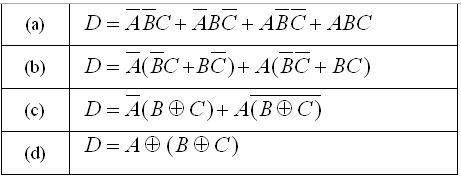 (a) D = A̅B̅C + A̅BC̅ + AB̅C̅ + ABC
(b) D = A̅(B̅C + BC̅) + A(B̅C̅ + BC)
(c) D = A̅(B ⊕ C) + A(B̅ ̅⊕̅ ̅C̅)
(d) D = A ⊕ (B ⊕ C)